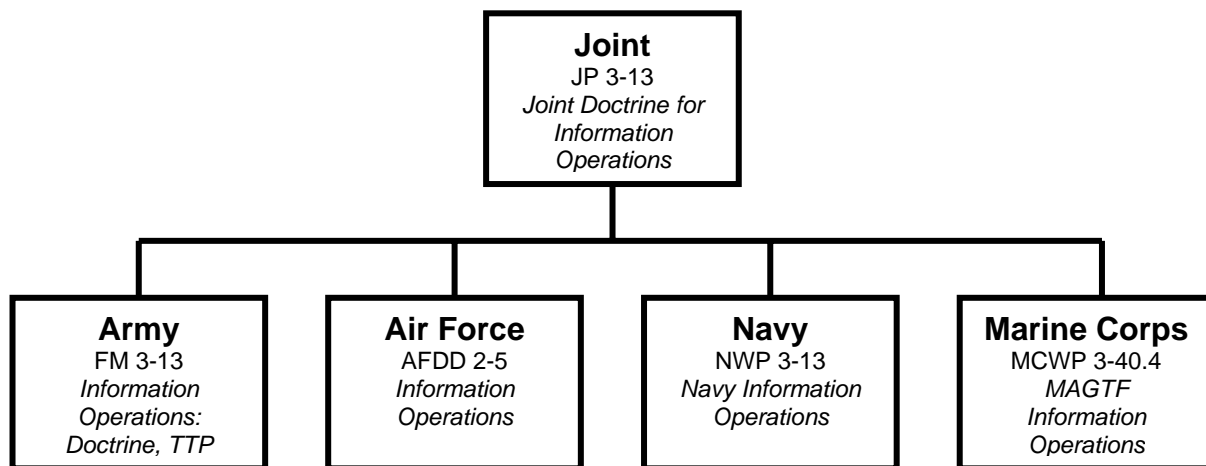 Joint
JP 3-13
Joint Doctrine for
Information
Operations
Army
FM 3-13
Information
Operations:
Doctrine, TTP
Air Force
AFDD 2-5
Information
Operations
Navy
NWP 3-13
Navy Information
Operations
Marine Corps
MCWP 3-40.4
MAGTF
Information
Operations